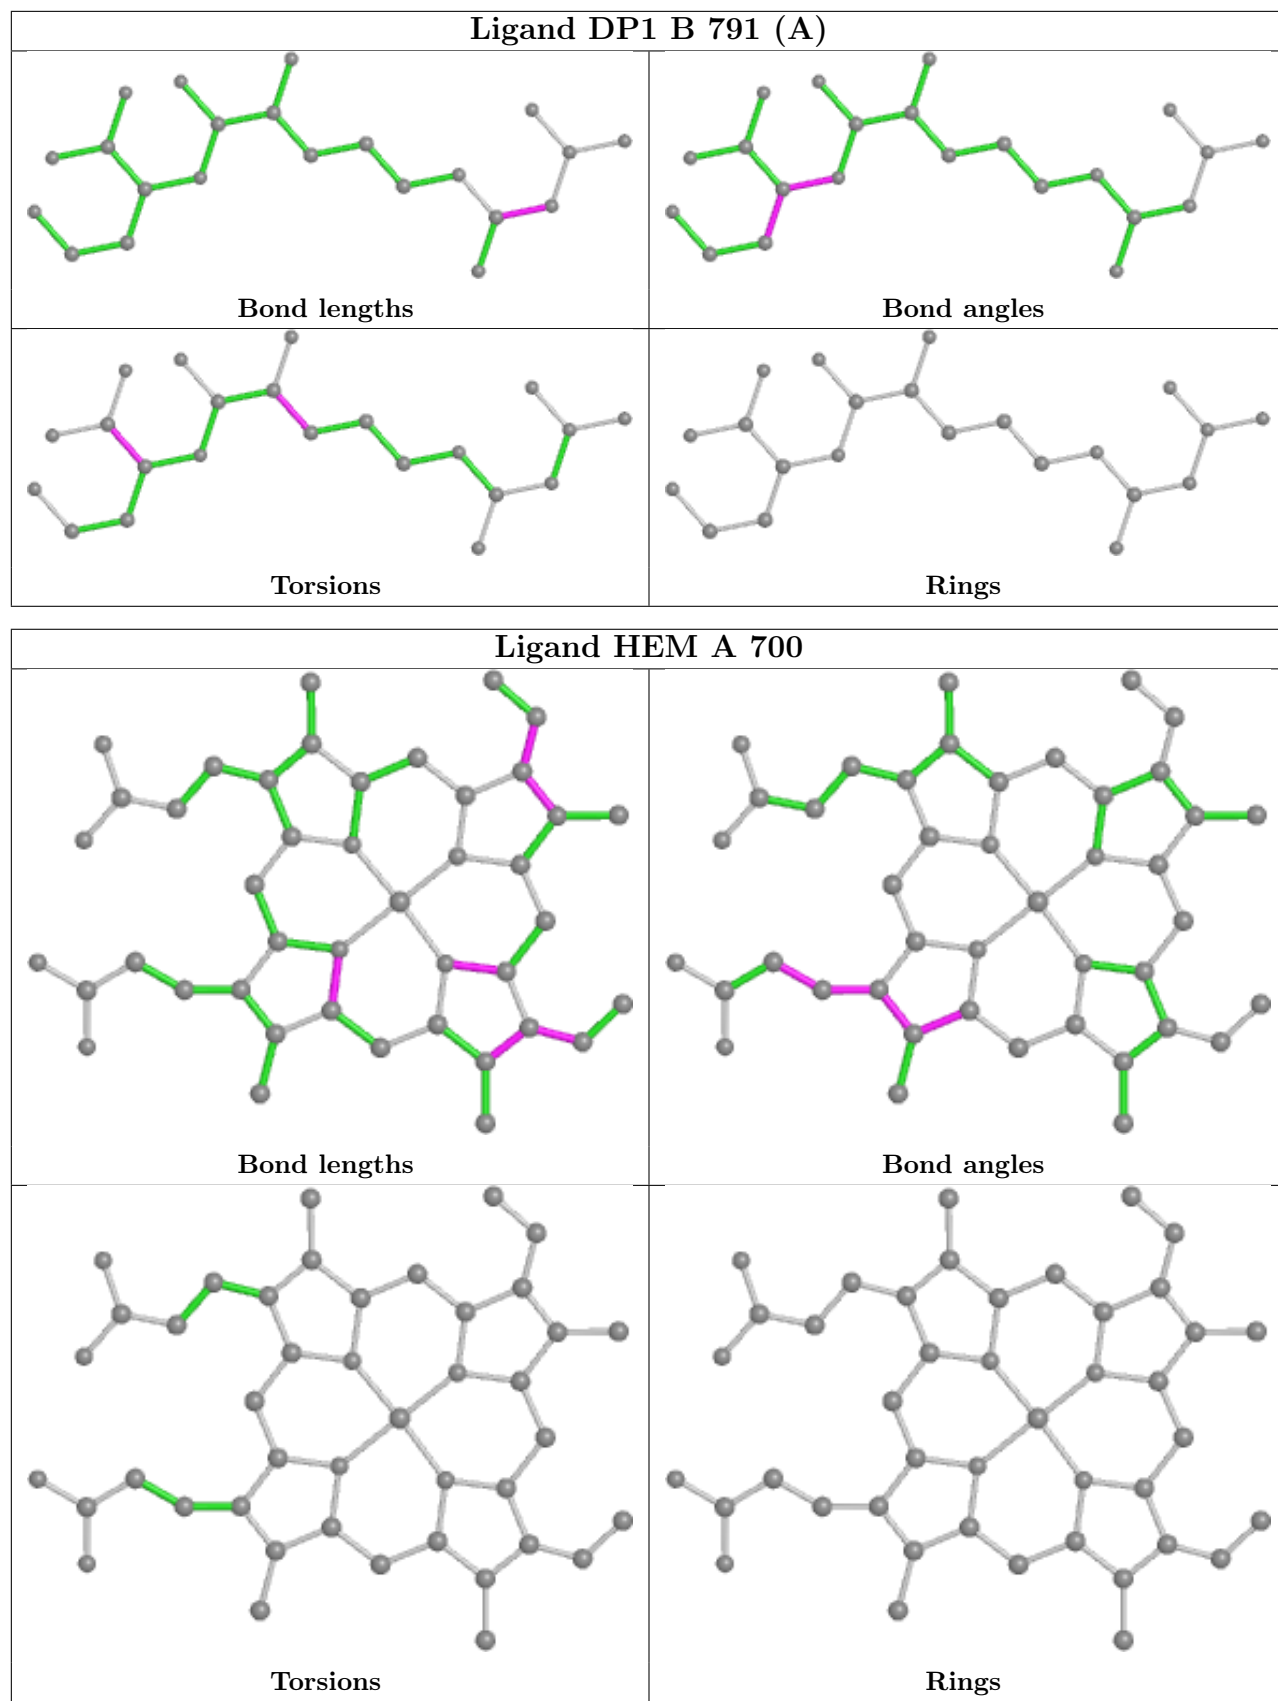 Ligand DP1 B 791 (A)
Bond lengths
Bond angles
Torsions
Rings
Ligand HEM A 700
Bond lengths
Bond angles
Torsions
Rings